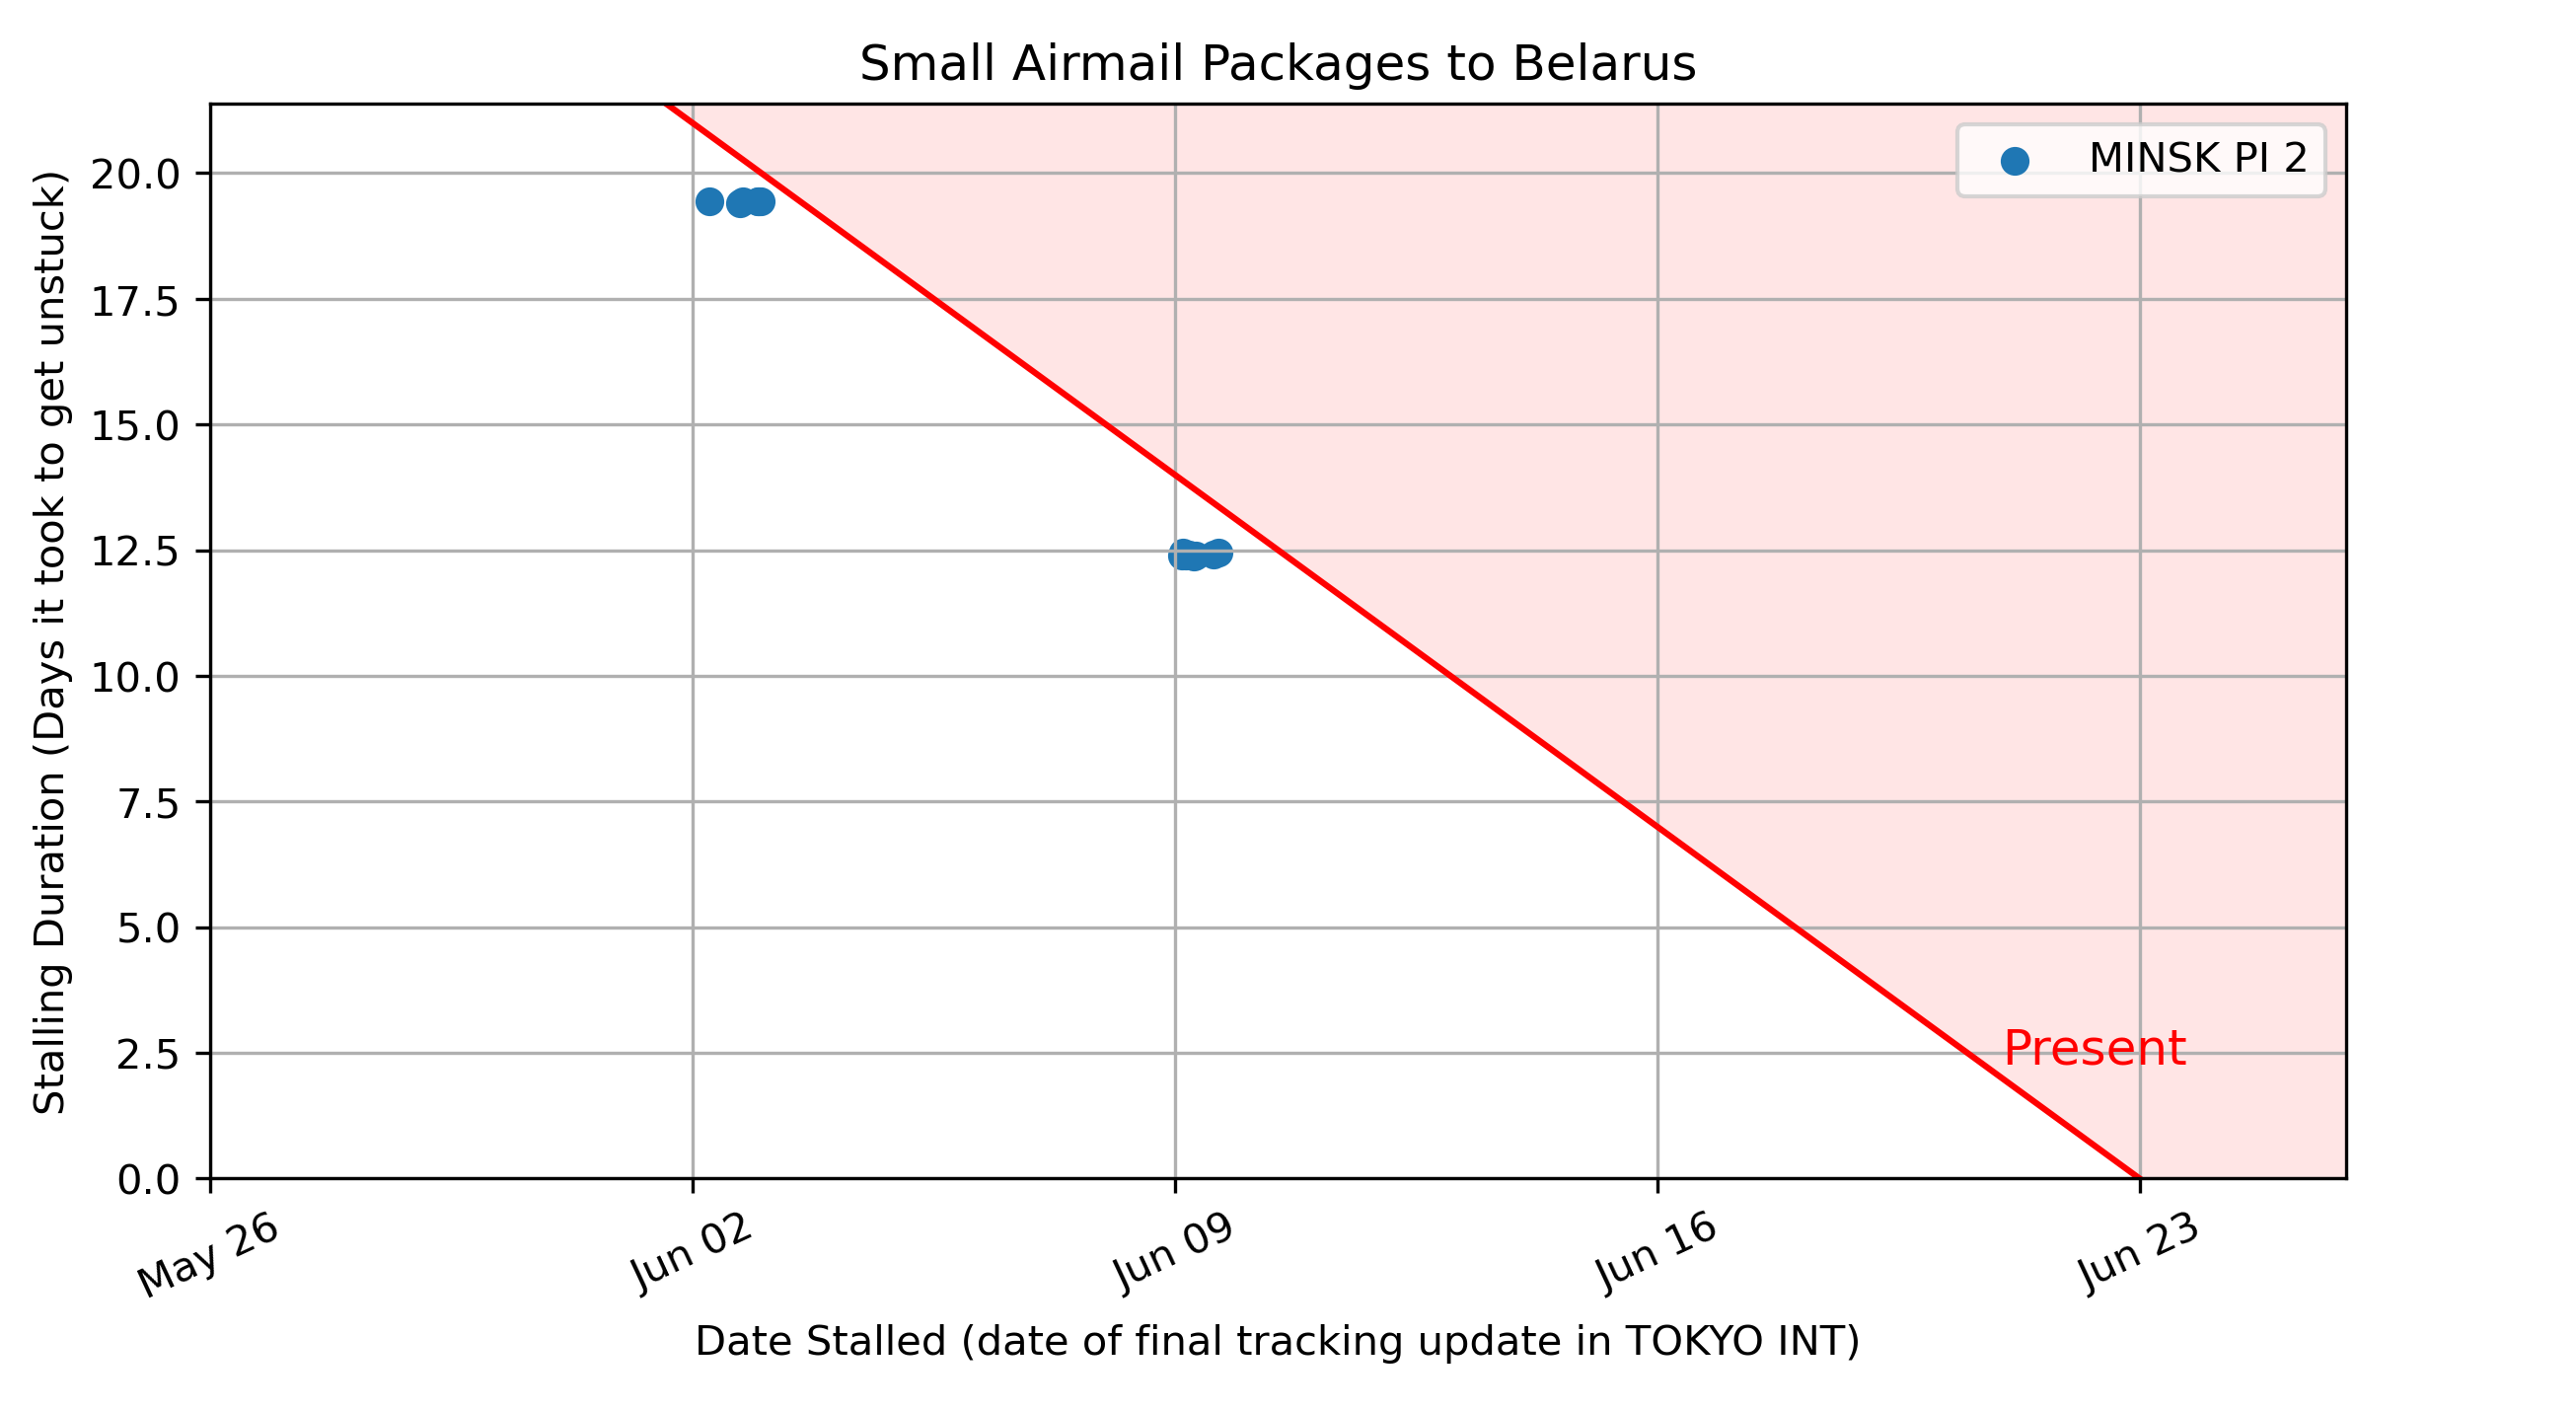 Small Airmail Packages to Belarus
MINSK PI 2
Stalling Duration (Days it took to get unstuck)
20.0
17.5
15.0
12.5
10.0
7.5
5.0
2.5
0.0
Present
May 26
Jun 02
Jun 09
Jun 16
Jun 23
Date Stalled (date of final tracking update in TOKYO INT)